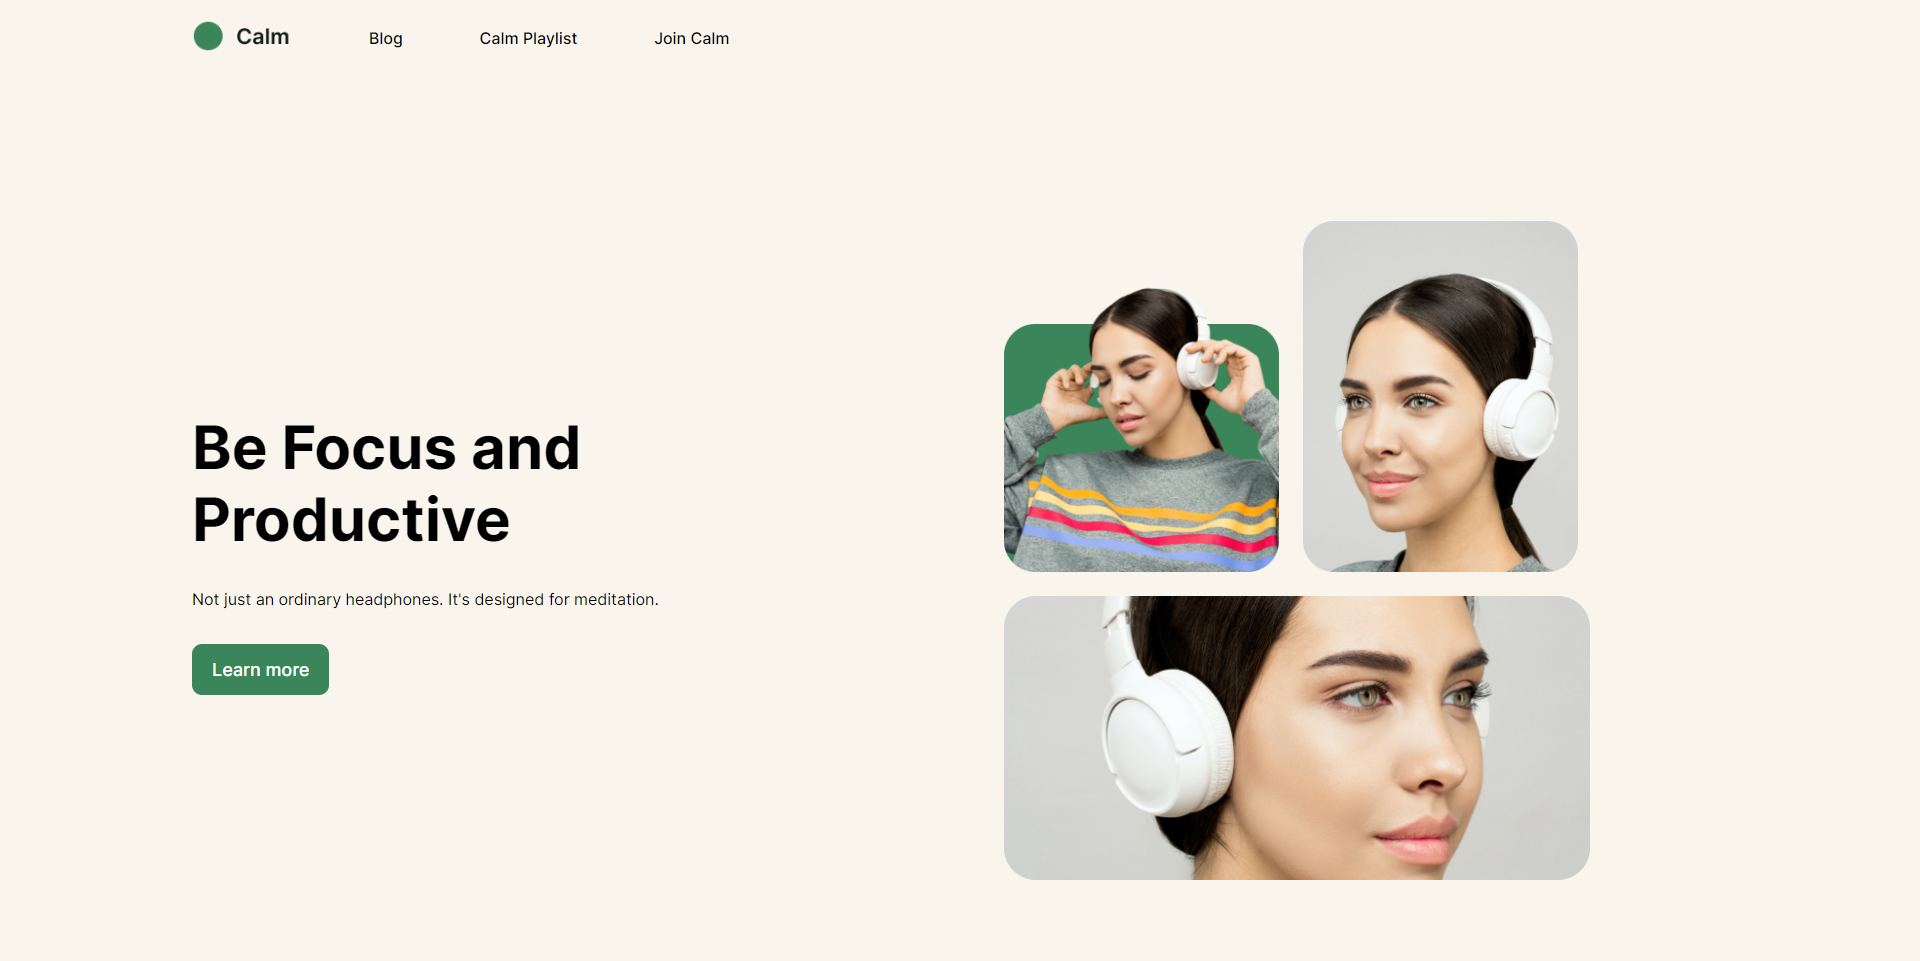 Calm
Blog
Calm Playlist
Join Calm
Be Focus and
Productive
Not just an ordinary headphones. It's designed for meditation.
Learn more